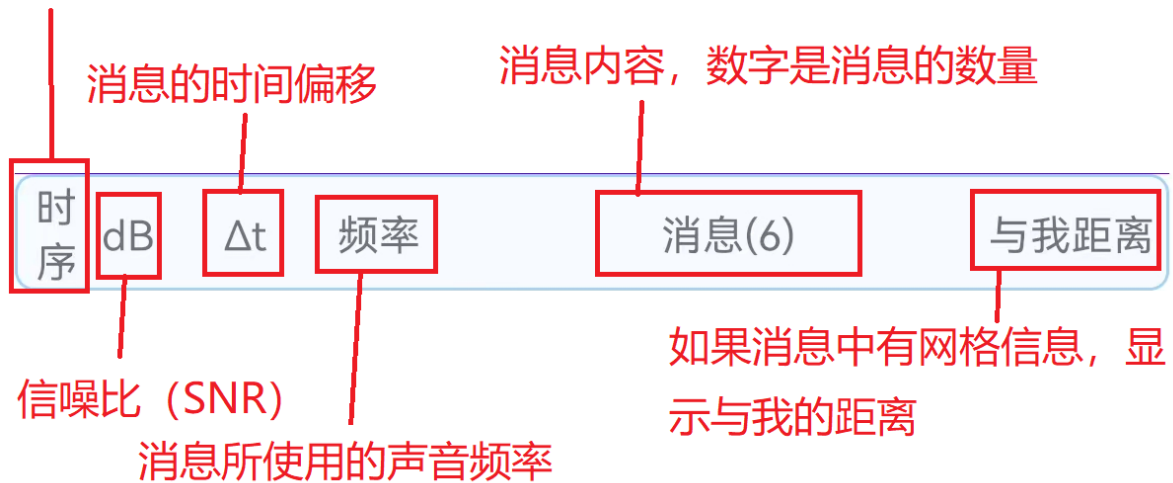 消息的时间偏移
消息内容，数字是消息的数量
时
序
dB
Δt
频率
消息(6)
与我距离
如果消息中有网格信息，显
示与我的距离
信噪比（SNR）
消息所使用的声音频率